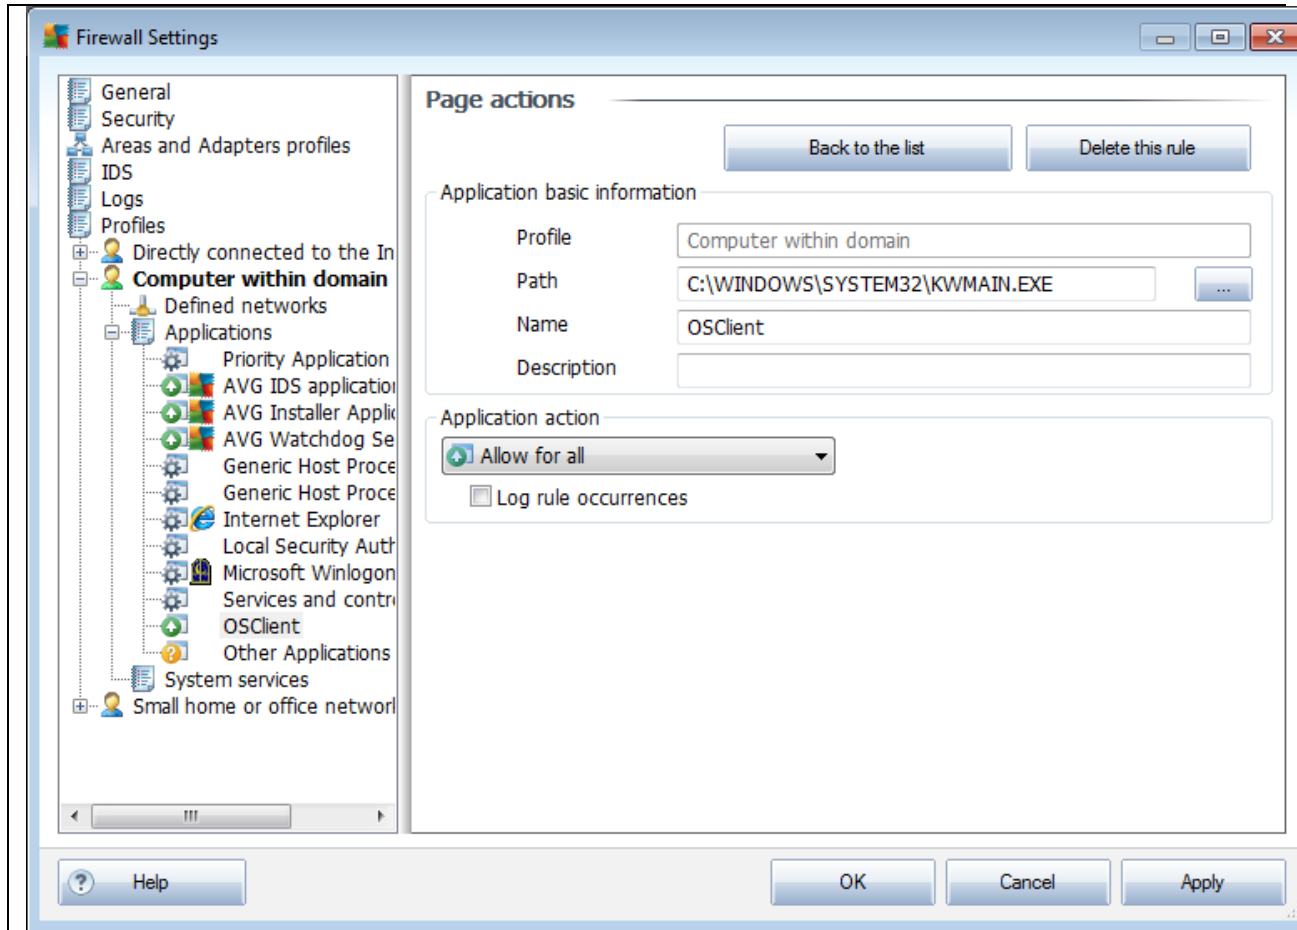 Firewall Settings
General
Security
Areas and Adapters profiles
IDS
Logs
Profiles
Directly connected to the In
Computer within domain
Defined networks
Applications
Priority Application
AVG IDS application
AVG Installer Applic
AVG Watchdog Se
Generic Host Proce
Generic Host Proce
Internet Explorer
Local Security Auth
Microsoft Winlogon
Services and contro
OSClient
Other Applications
System services
Small home or office network
Page actions
Back to the list
Delete this rule
Application basic information
Profile
Computer within domain
Path
C:\WINDOWS\SYSTEM32\KWMAIN.EXE
...
Name
OSClient
Description
Application action
Allow for all
Log rule occurrences
? Help
OK
Cancel
Apply